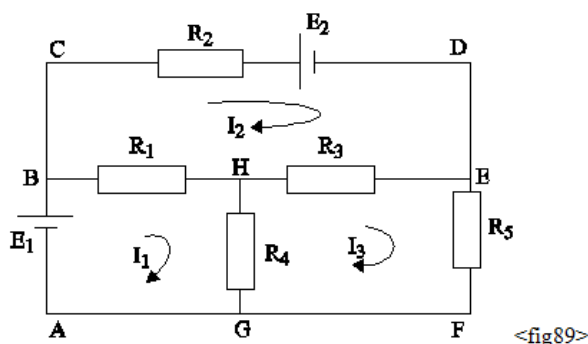 C R2 E2 D
I2
R1 H R3
B E
E1 I1 R4 I3 R5
A G F
<fig89>